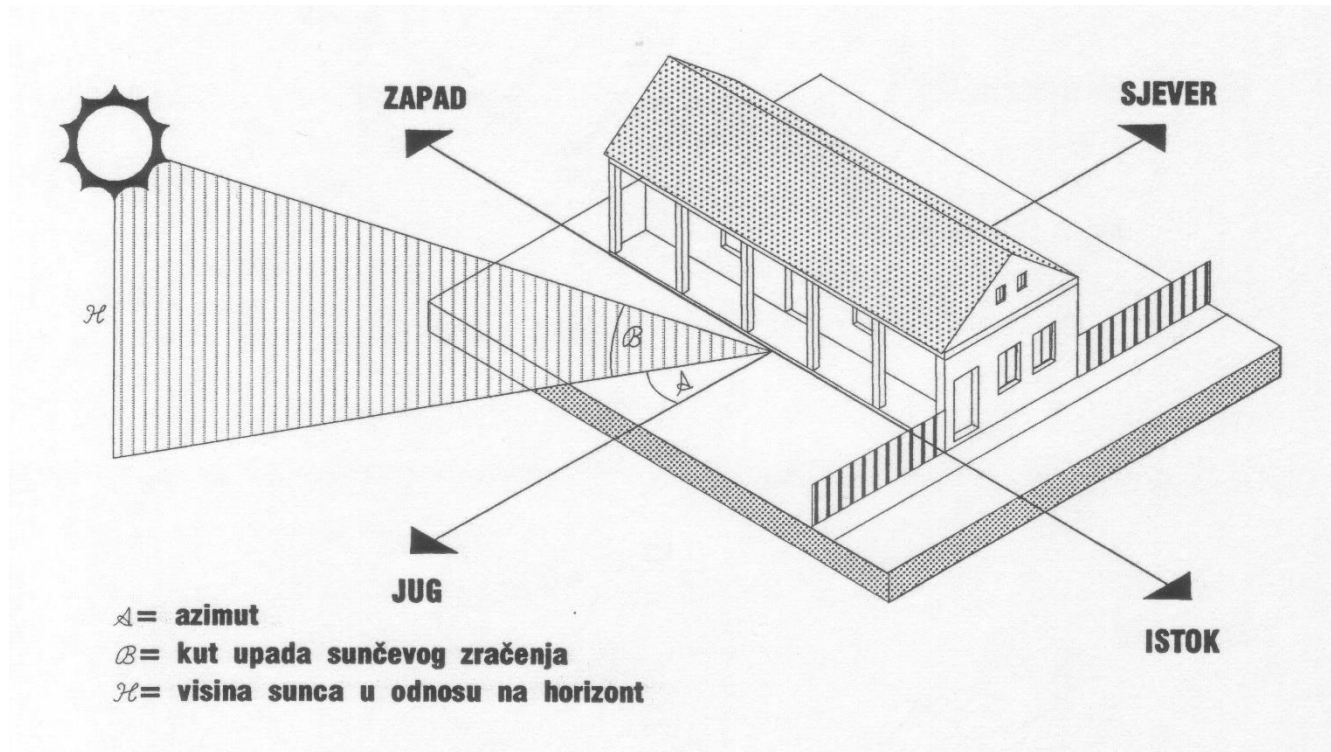 ZAPAD
SJEVER
ℋ
ℬ
𝒜
JUG
ISTOK
𝒜= azimut
ℬ= kut upada sunčevog zračenja
ℋ= visina sunca u odnosu na horizont